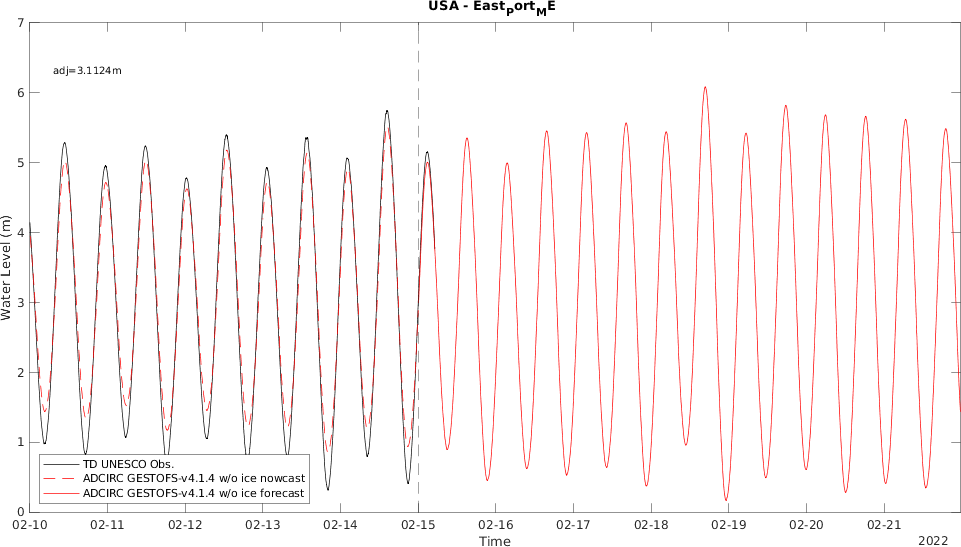 USA - EastPortME
7
adj=3.1124m
6
5
4
Water Level (m)
3
2
1
TD UNESCO Obs.
ADCIRC GESTOFS-v4.1.4 w/o ice nowcast
ADCIRC GESTOFS-v4.1.4 w/o ice forecast
0
02-10 02-11 02-12 02-13 02-14 02-15 02-16 02-17 02-18 02-19 02-20 02-21
Time
2022